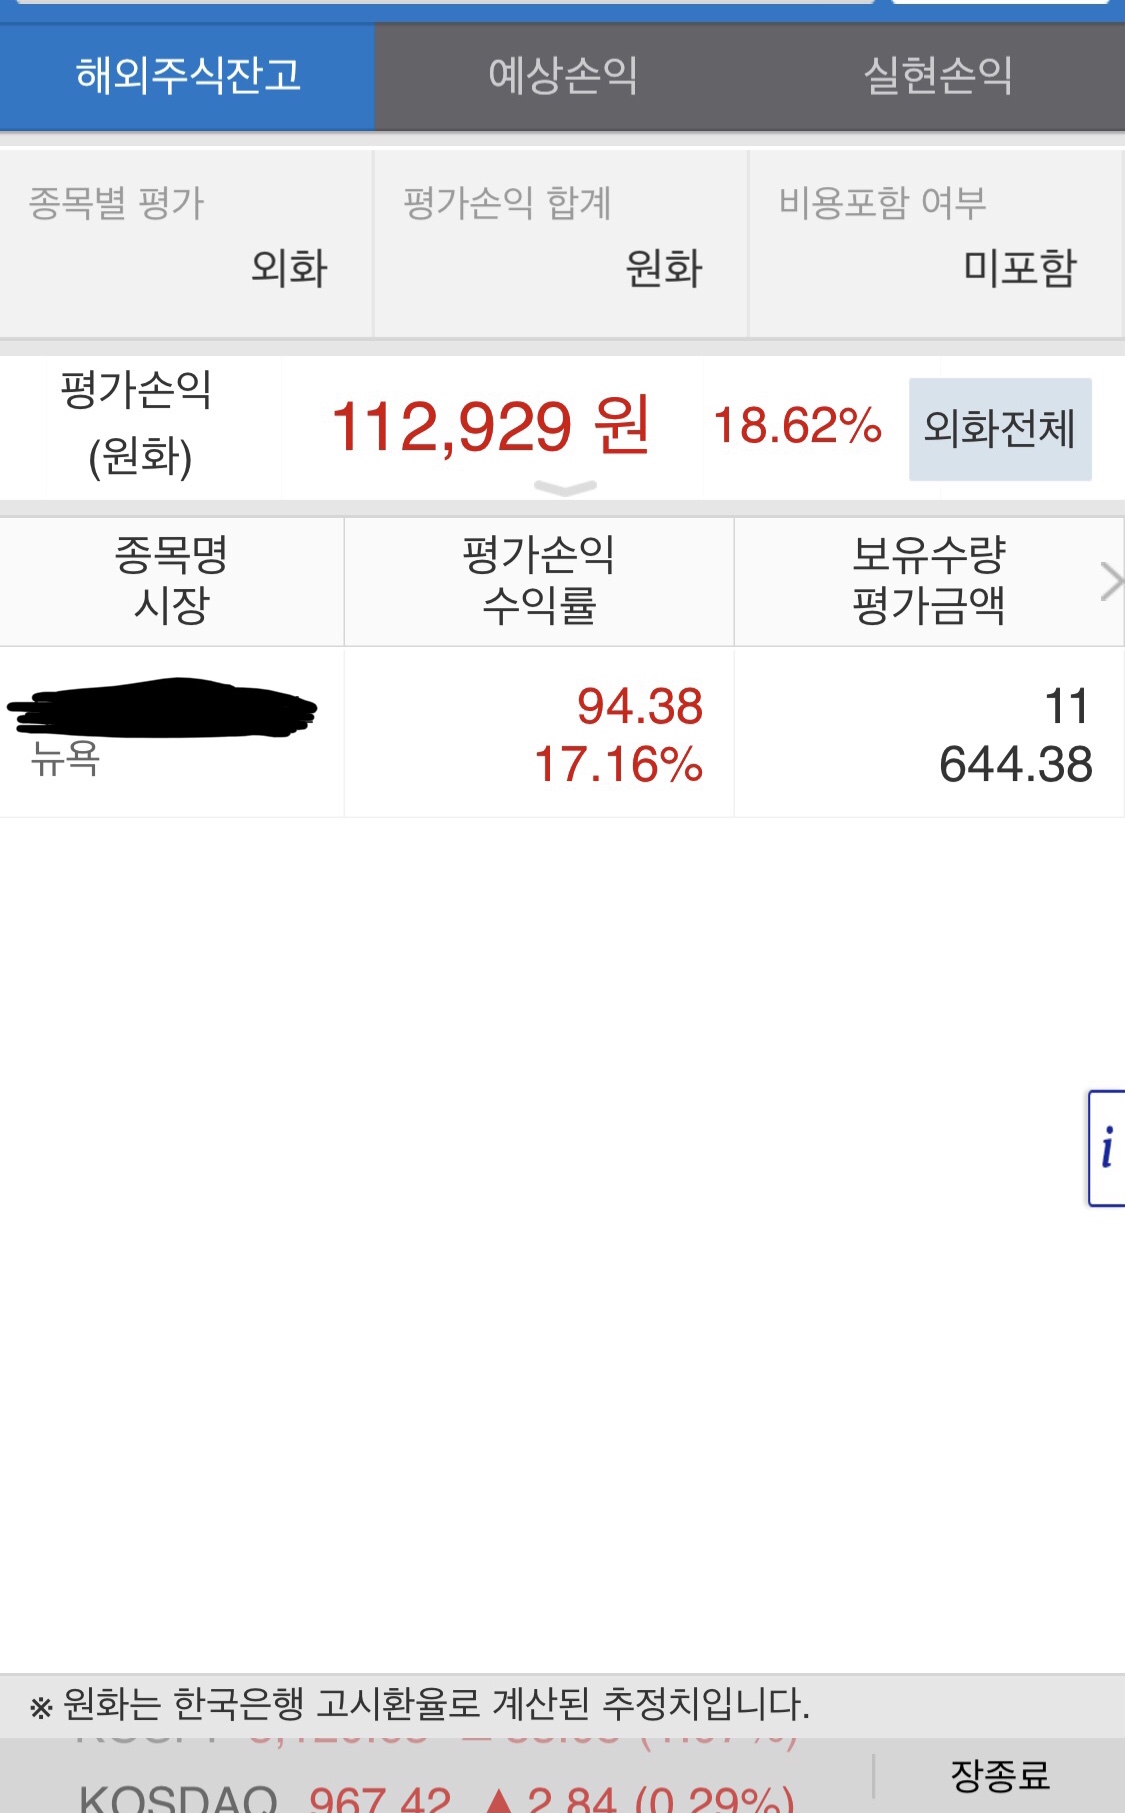 해외주식잔고 예상손익 실현손익
종목별 평가 평가손익 합계 비용포함 여부
외화 원화 미포함
평가손익
(원화)
112,929 원 18.62% 외화전체
종목명 평가손익 보유수량
시장 수익률 평가금액
94.38 11
뉴욕 17.16% 644.38
i
※ 원화는 한국은행 고시환율로 계산된 추정치입니다.
장종료
KOSDAQ 967.42 ▲ 2.84 (0.29%)